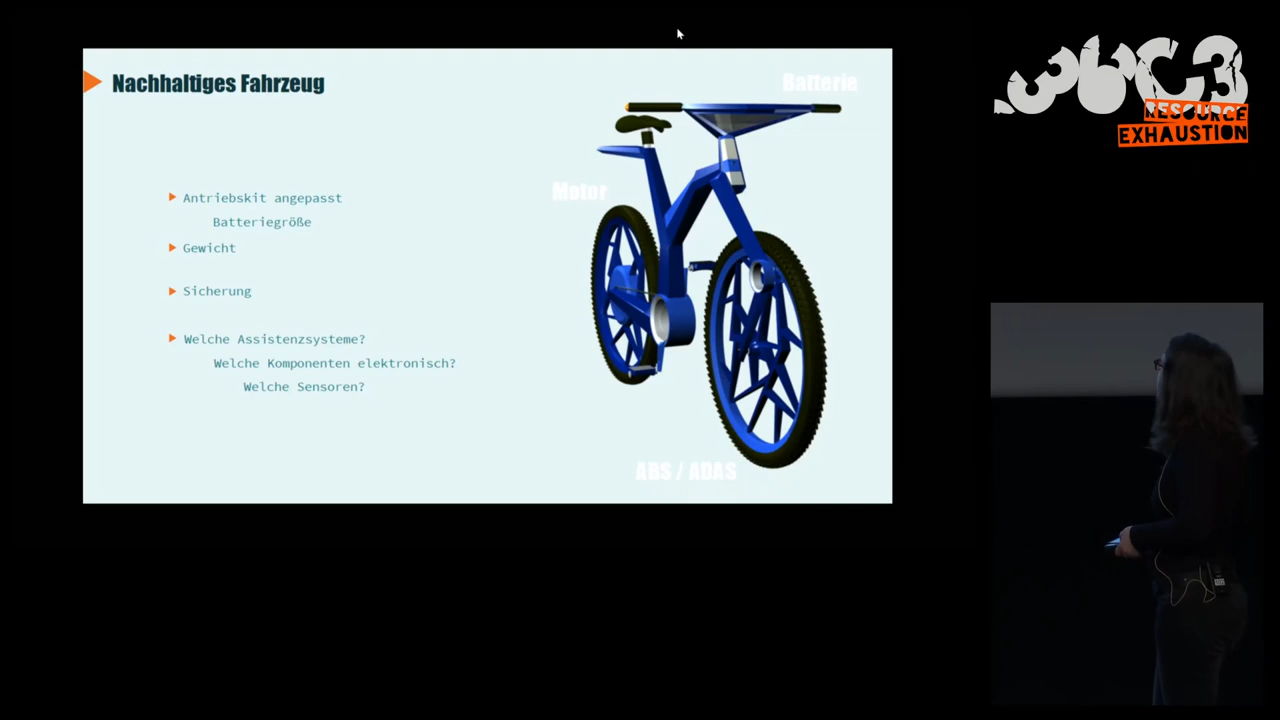 Nachhaltiges Fahrzeug
Antriebskit angepasst
Batteriegröße
Gewicht
Sicherung
Welche Assistenzsysteme?
Welche Komponenten elektronisch?
Welche Sensoren?
Batterie
Motor
ABS / ADAS
36C3
RESOURCE
EXHAUSTION